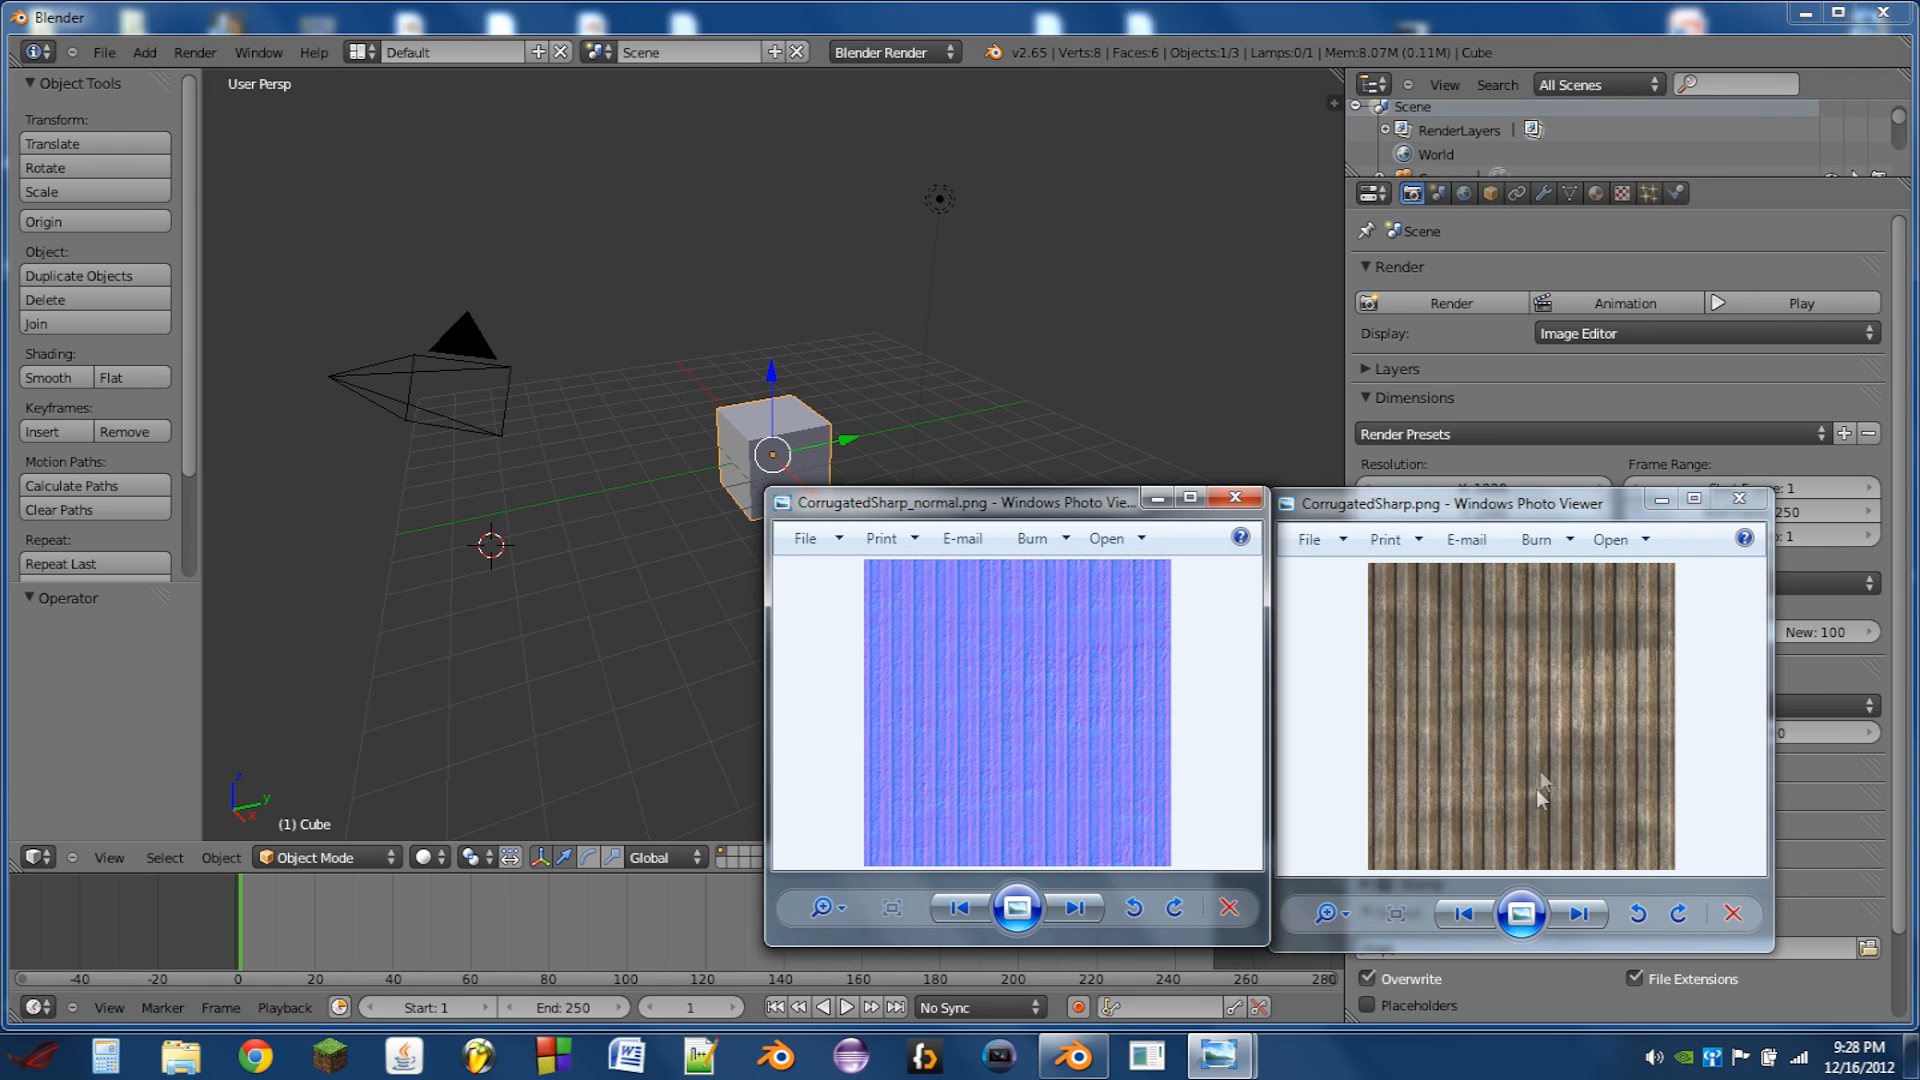 Blender
File Add Render Window Help
Default
Scene
Blender Render
v2.65 | Verts:8 | Faces:6 | Objects:1/3 | Lamps:0/1 | Mem:8.07M (0.11M) | Cube
Object Tools
Transform:
Translate
Rotate
Scale
Origin
Object:
Duplicate Objects
Delete
Join
Shading:
Smooth Flat
Keyframes:
Insert Remove
Motion Paths:
Calculate Paths
Clear Paths
Repeat:
Repeat Last
Operator
User Persp
z
y
x
(1) Cube
View Search All Scenes
Scene
RenderLayers |
World
Scene
Render
Render Animation Play
Display: Image Editor
Layers
Dimensions
Render Presets
Resolution: Frame Range:
: 1
250
: 1
New: 100
0
CorrugatedSharp_normal.png - Windows Photo Vie...
File Print E-mail Burn Open
CorrugatedSharp.png - Windows Photo Viewer
File Print E-mail Burn Open
Overwrite File Extensions
Placeholders
View Select Object Object Mode Global
-40 -20 0 20 40 60 80 100 120 140 160 180 200 220 240 260 280
View Marker Frame Playback Start: 1 End: 250 1 No Sync
9:28 PM
12/16/2012